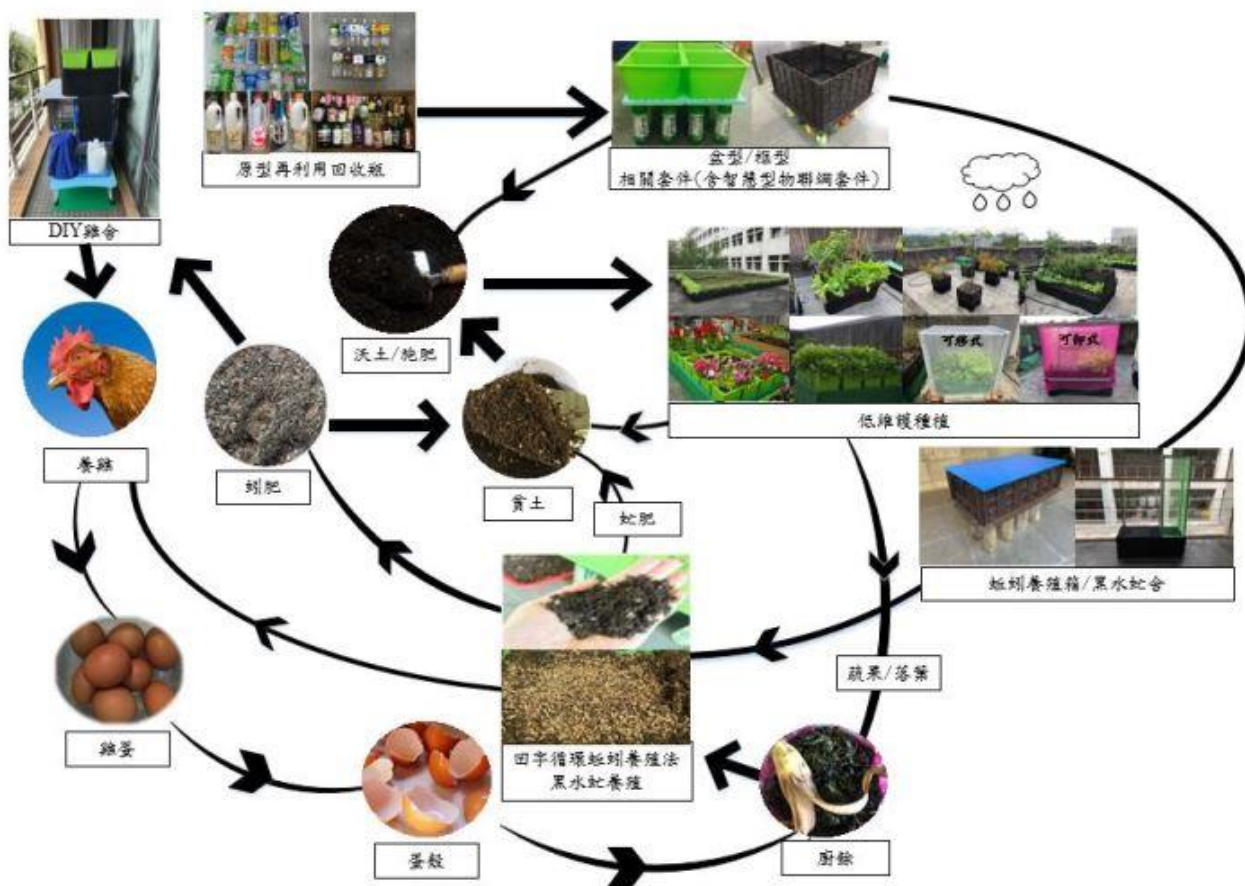 原型再利用回收瓶
盆型/框型
相關套件(含智慧型物聯網套件)
DIY雞舍
沃土/施肥
可移式
可卸式
低維護種植
養雞
蚓肥
貧土
虻肥
蚯蚓養殖箱/黑水虻舍
蔬果/落葉
雞蛋
回字循環蚯蚓養殖法
黑水虻養殖
蛋殼
廚餘